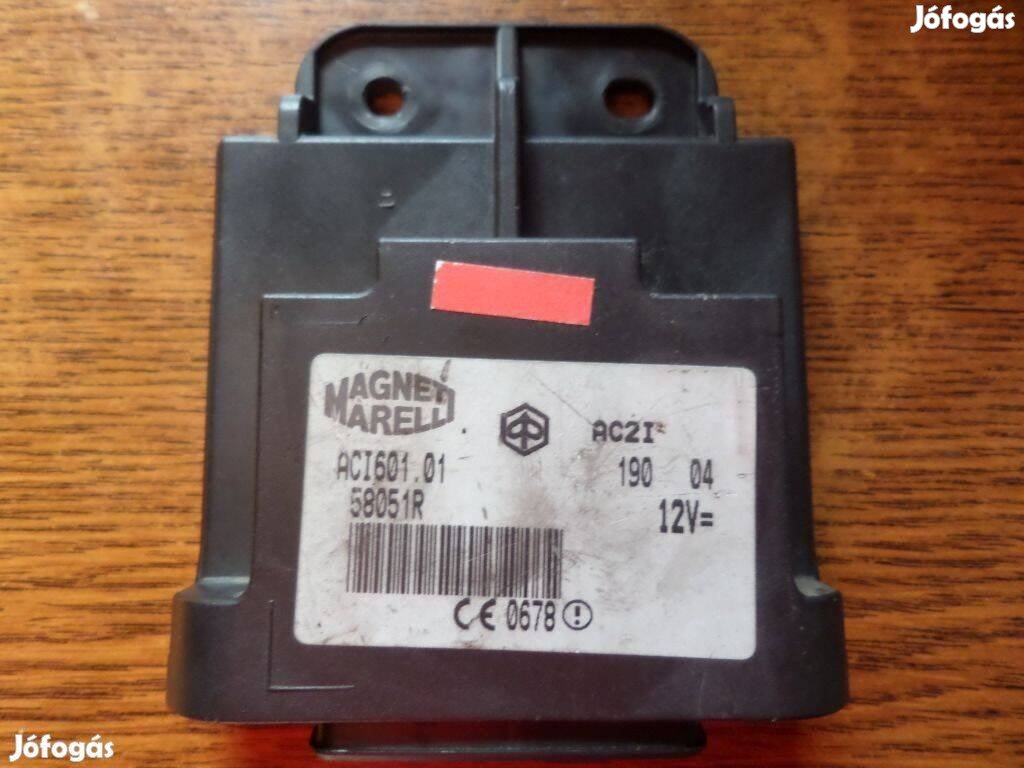 Jófogás
MAGNETI
MARELLI
AC2I
ACI601.01
190 04
58051R
12V=
CE 0678
Jófogás